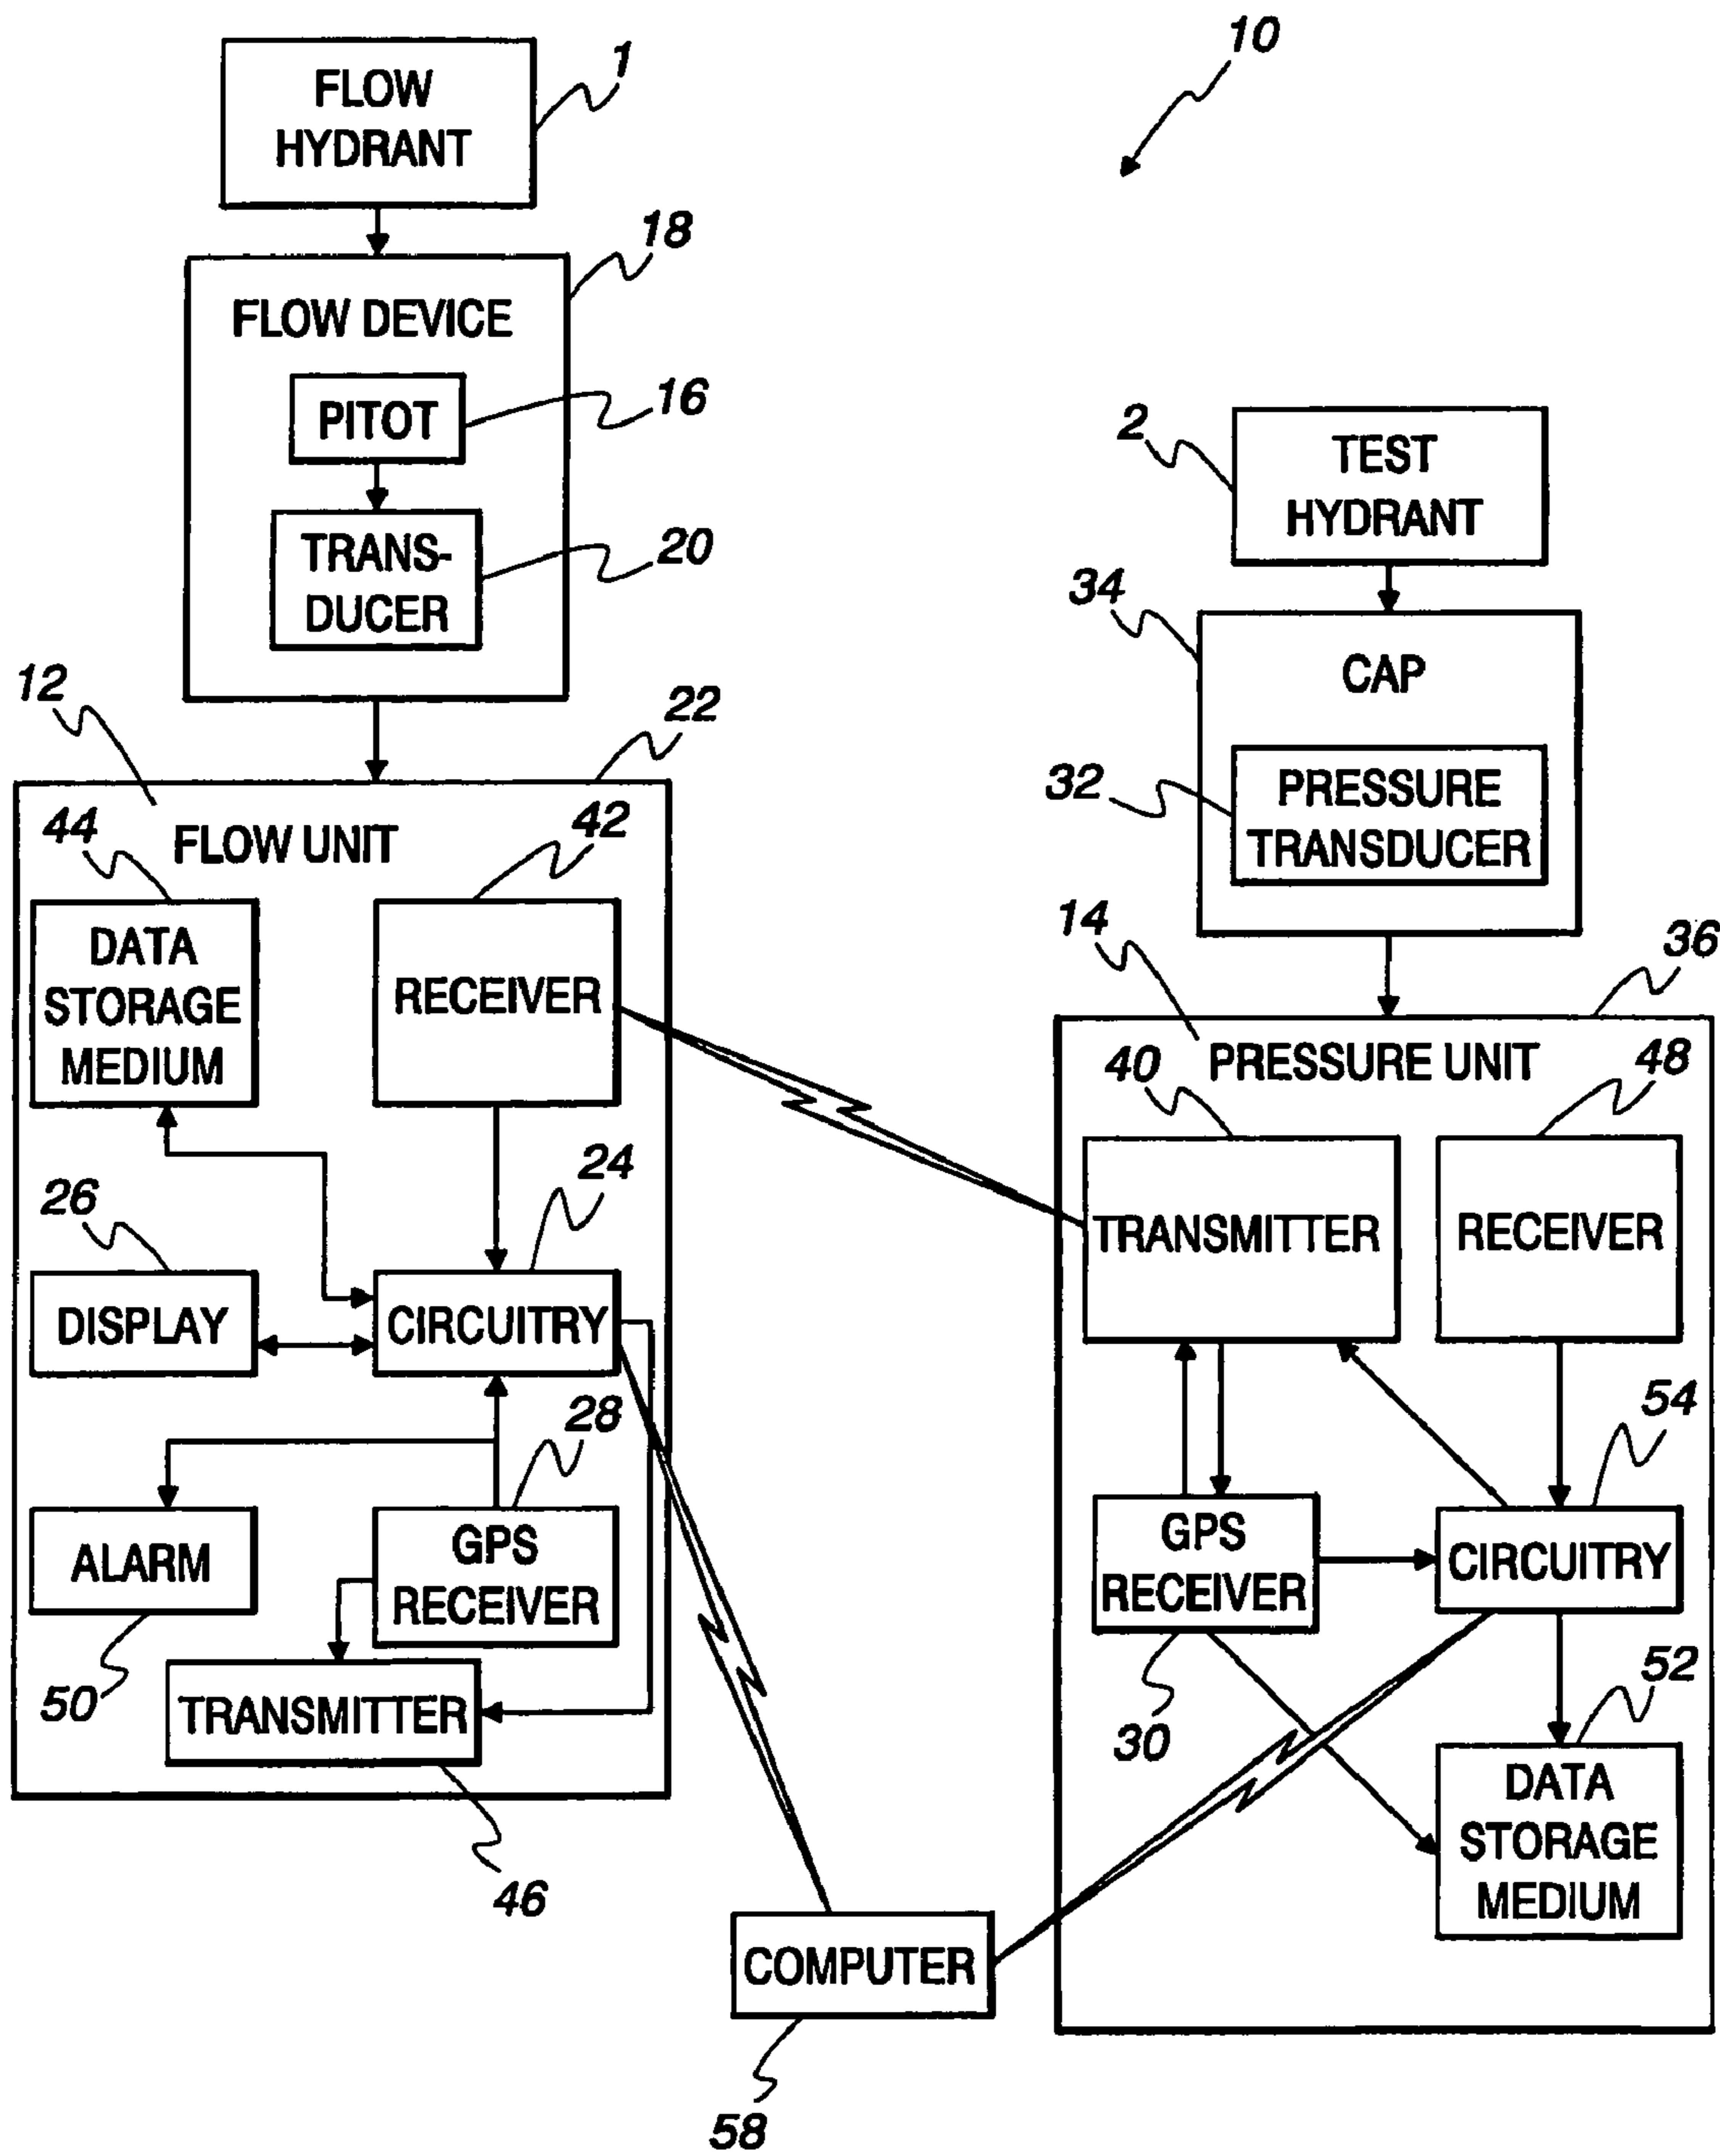 10
FLOW
HYDRANT
1
18
FLOW DEVICE
PITOT
16
TRANS-
DUCER
20
12
22
FLOW UNIT
44
42
DATA
STORAGE
MEDIUM
RECEIVER
26
24
DISPLAY
CIRCUITRY
28
ALARM
GPS
RECEIVER
50
TRANSMITTER
46
2
TEST
HYDRANT
34
CAP
32
PRESSURE
TRANSDUCER
14
36
PRESSURE UNIT
40
48
TRANSMITTER
RECEIVER
54
GPS
RECEIVER
CIRCUITRY
30
52
DATA
STORAGE
MEDIUM
COMPUTER
58